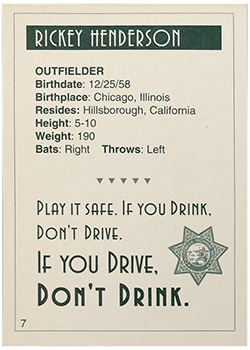 RICKEY HENDERSON
OUTFIELDER
Birthdate: 12/25/58
Birthplace: Chicago, Illinois
Resides: Hillsborough, California
Height: 5-10
Weight: 190
Bats: Right Throws: Left
PLAY IT SAFE. IF YOU DRINK,
DON'T DRIVE.
IF YOU DRIVE,
DON'T DRINK.
7